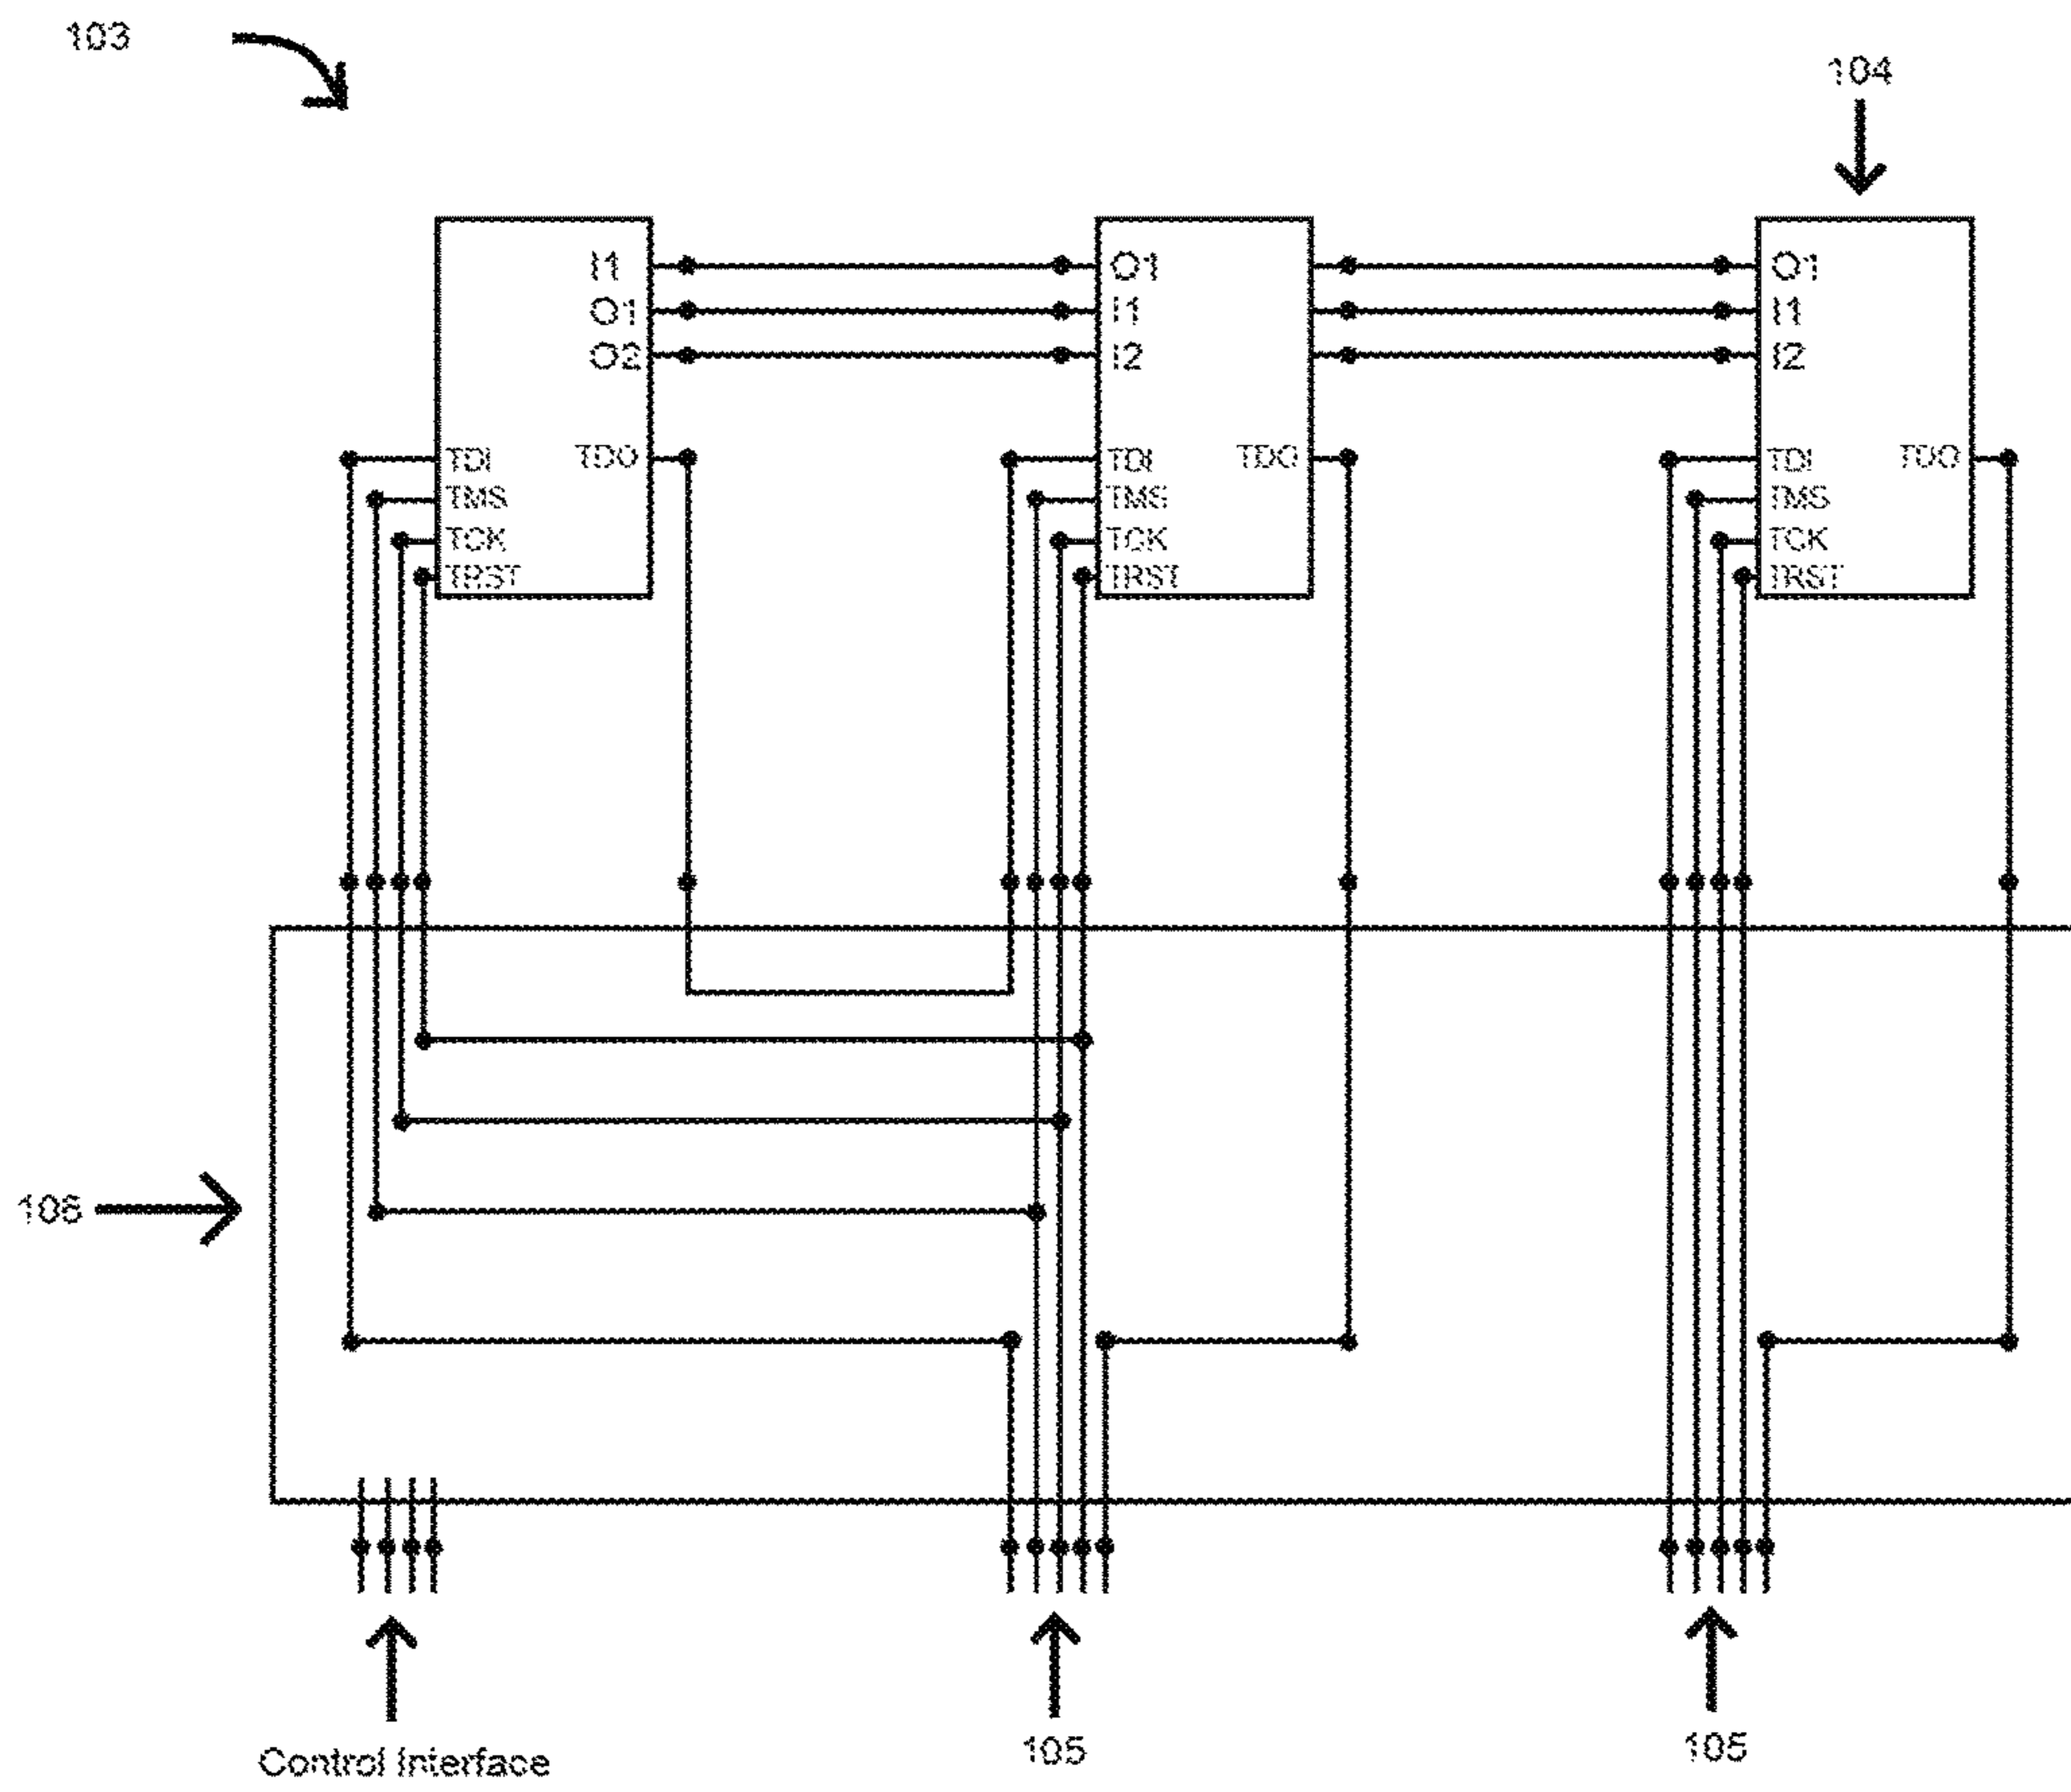 103
104
I1
O1
O2
TDI
TDO
TMS
TCK
TRST
O1
I1
I2
TDI
TDO
TMS
TCK
TRST
O1
I1
I2
TDI
TDO
TMS
TCK
TRST
106
Control Interface
105
105